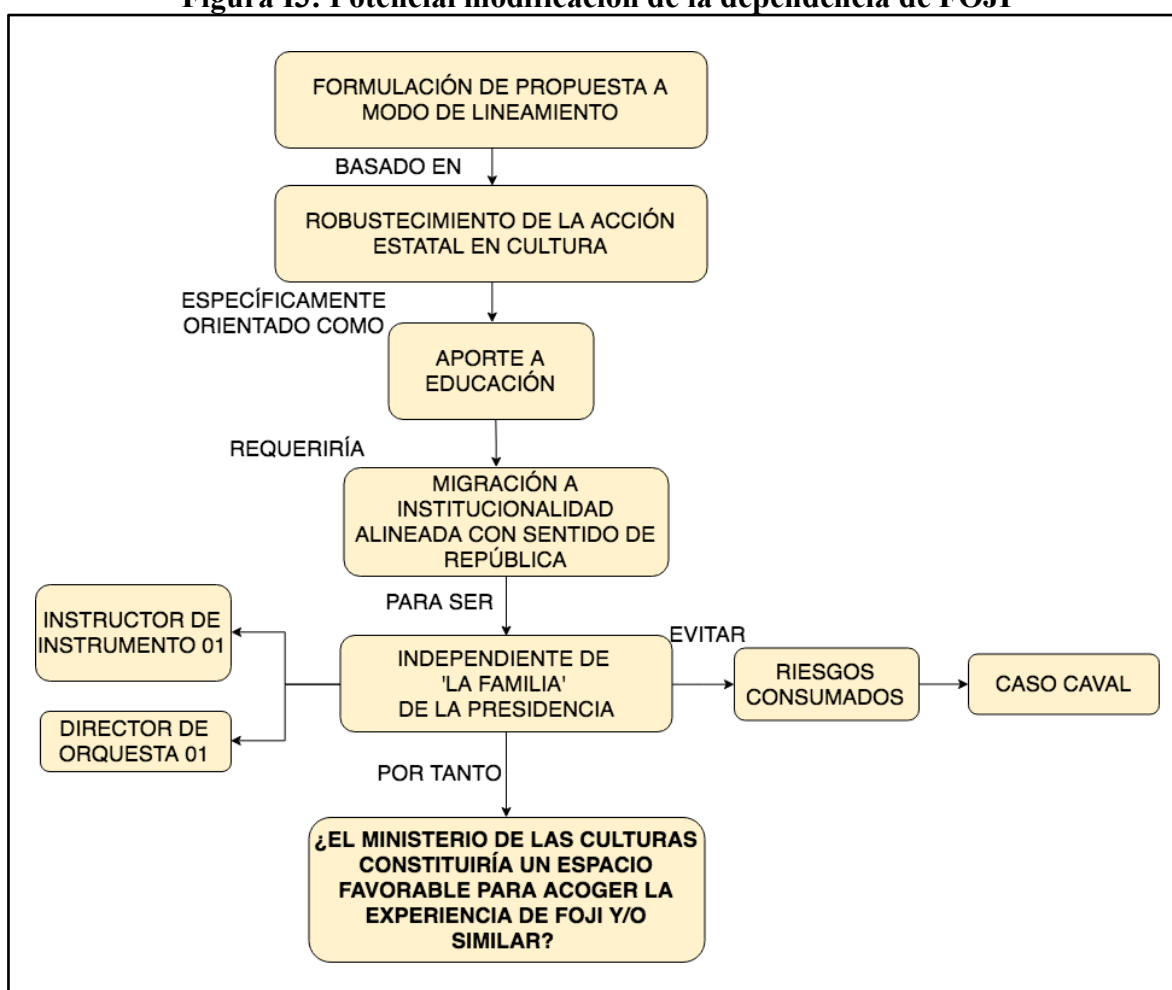 Figura 15: Potencial modificación de la dependencia de FOJI
FORMULACIÓN DE PROPUESTA A
MODO DE LINEAMIENTO
BASADO EN
ROBUSTECIMIENTO DE LA ACCIÓN
ESTATAL EN CULTURA
ESPECÍFICAMENTE
ORIENTADO COMO
APORTE A
EDUCACIÓN
REQUERIRÍA
MIGRACIÓN A
INSTITUCIONALIDAD
ALINEADA CON SENTIDO DE
REPÚBLICA
PARA SER
INSTRUCTOR DE
INSTRUMENTO 01
DIRECTOR DE
ORQUESTA 01
INDEPENDIENTE DE
'LA FAMILIA'
DE LA PRESIDENCIA
EVITAR
RIESGOS
CONSUMADOS
CASO CAVAL
POR TANTO
¿EL MINISTERIO DE LAS CULTURAS
CONSTITUIRÍA UN ESPACIO
FAVORABLE PARA ACOGER LA
EXPERIENCIA DE FOJI Y/O
SIMILAR?